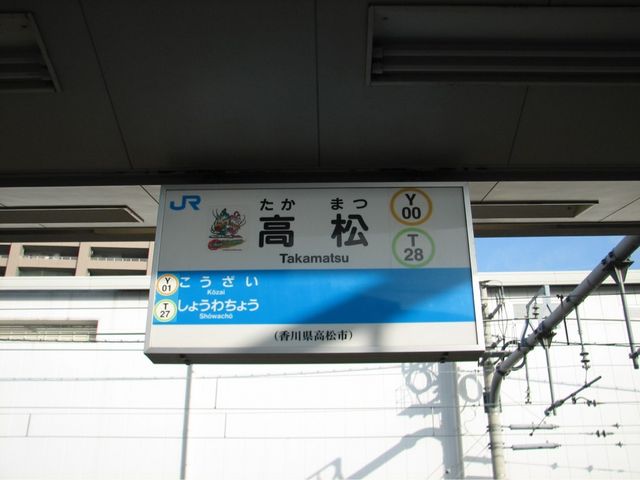 JR
たか まつ
高松
Takamatsu
Y
00
T
28
Y
01
こうざい
Kōzai
T
27
しょうわちょう
Shōwachō
(香川県高松市)